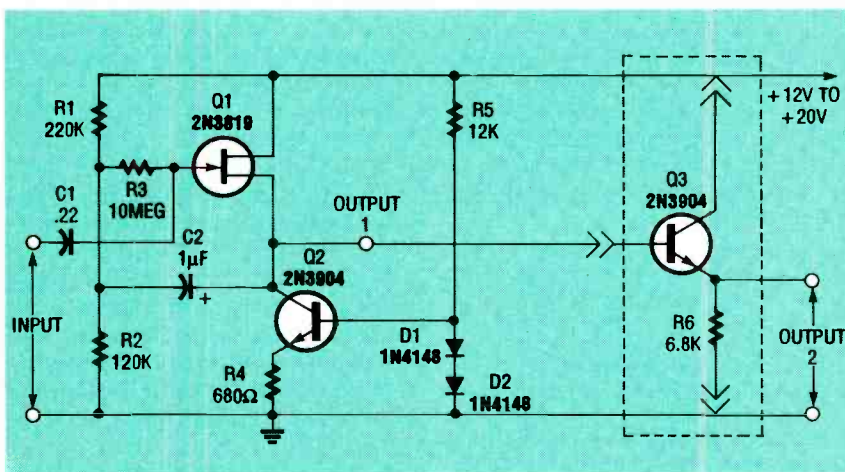 R1
220K
Q1
2N3819
R3
10MEG
C1
.22
C2
1µF
+
INPUT
R2
120K
OUTPUT
1
Q2
2N3904
R4
680Ω
R5
12K
D1
1N4148
D2
1N4148
Q3
2N3904
R6
6.8K
+12V TO
+20V
OUTPUT
2